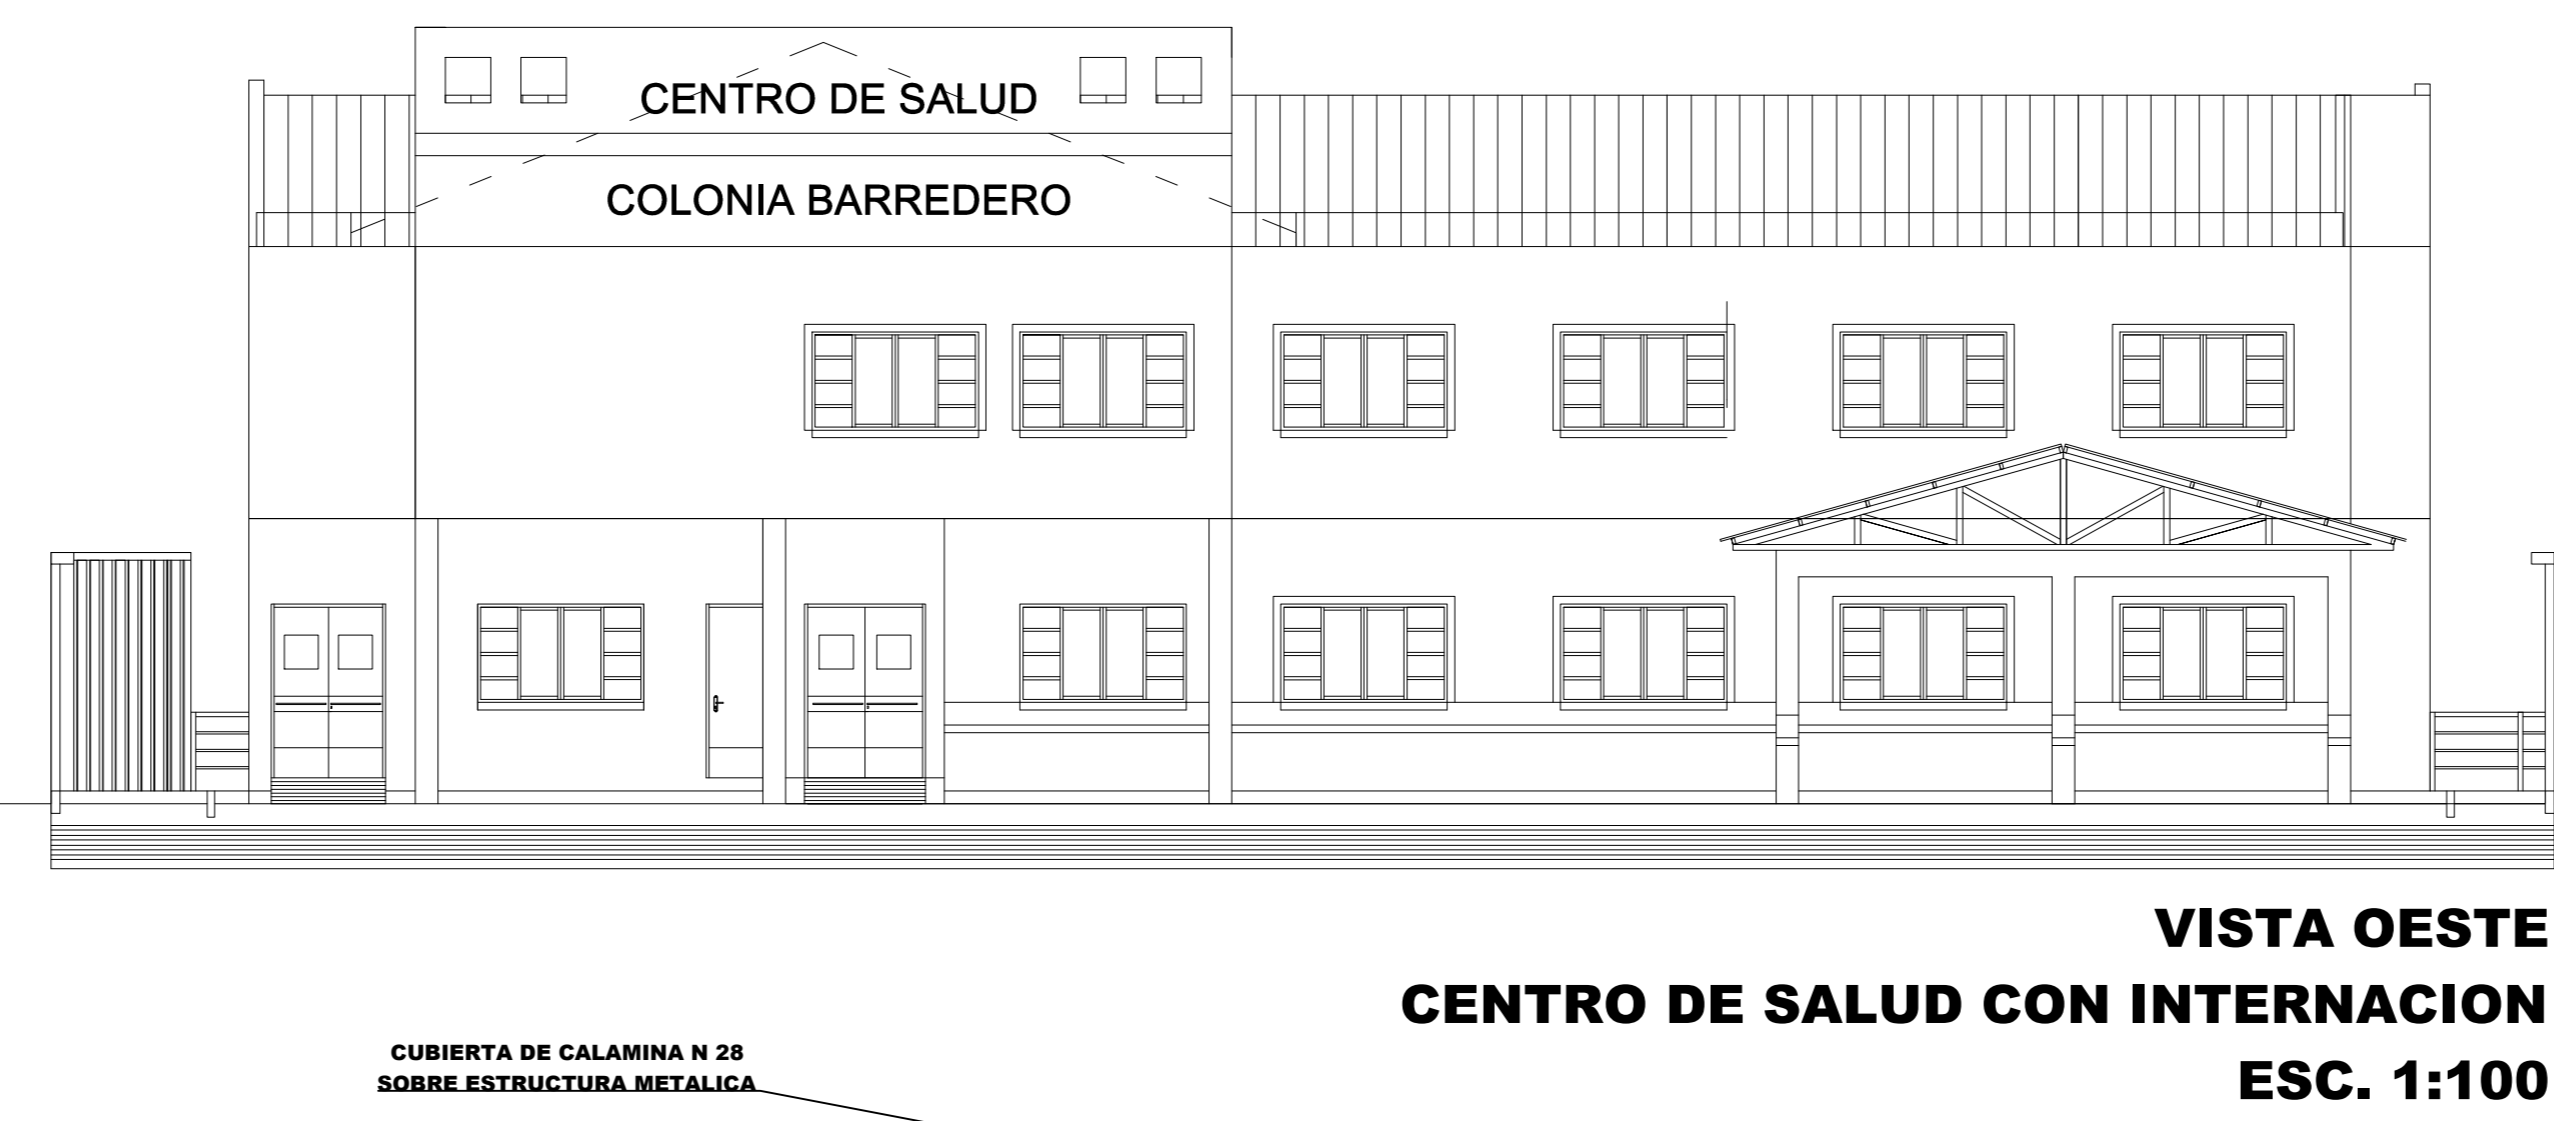 CENTRO DE SALUD
COLONIA BARREDERO
VISTA OESTE
CENTRO DE SALUD CON INTERNACION
ESC. 1:100
CUBIERTA DE CALAMINA N 28
SOBRE ESTRUCTURA METALICA